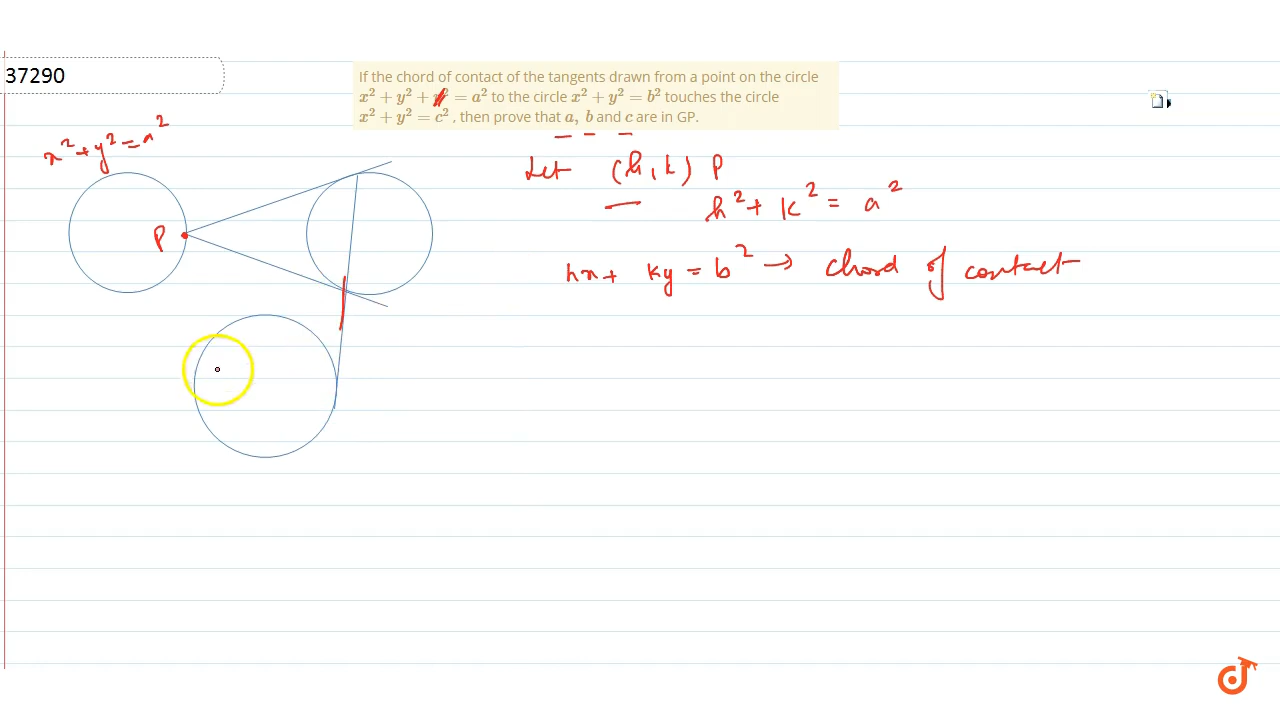 37290
If the chord of contact of the tangents drawn from a point on the circle
x² + y² + y² = a² to the circle x² + y² = b² touches the circle
x² + y² = c² , then prove that a, b and c are in GP.
x² + y² = a²
Let (h, k) P
h² + k² = a²
P
hx + ky = b² → chord of contact